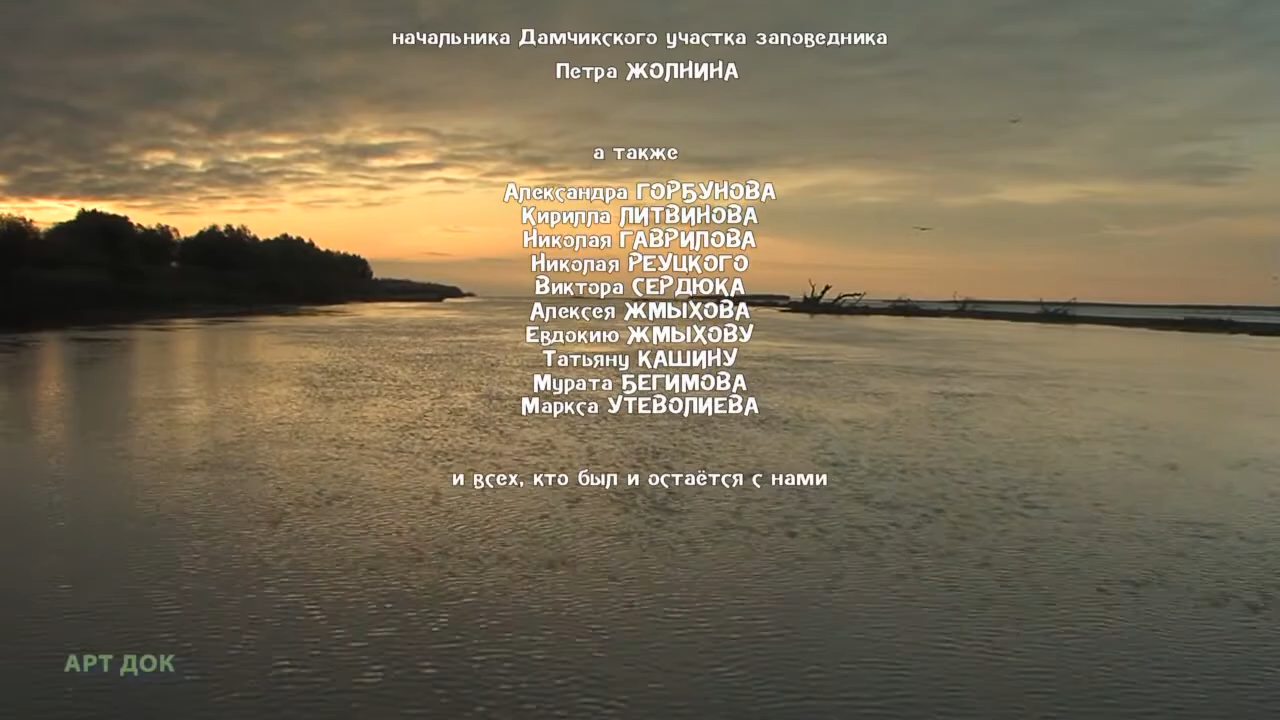 начальника Дамчикского участка заповедника
Петра ЖОЛНИНА
а также
Александра ГОРБУНОВА
Кирилла ЛИТВИНОВА
Николая ГАВРИЛОВА
Николая РЕУЦКОГО
Виктора СЕРДЮКА
Алексея ЖМЫХОВА
Евдокию ЖМЫХОВУ
Татьяну КАШИНУ
Мурата БЕГИМОВА
Маркса УТЕВОЛИЕВА
и всех, кто был и остаётся с нами
АРТ ДОК